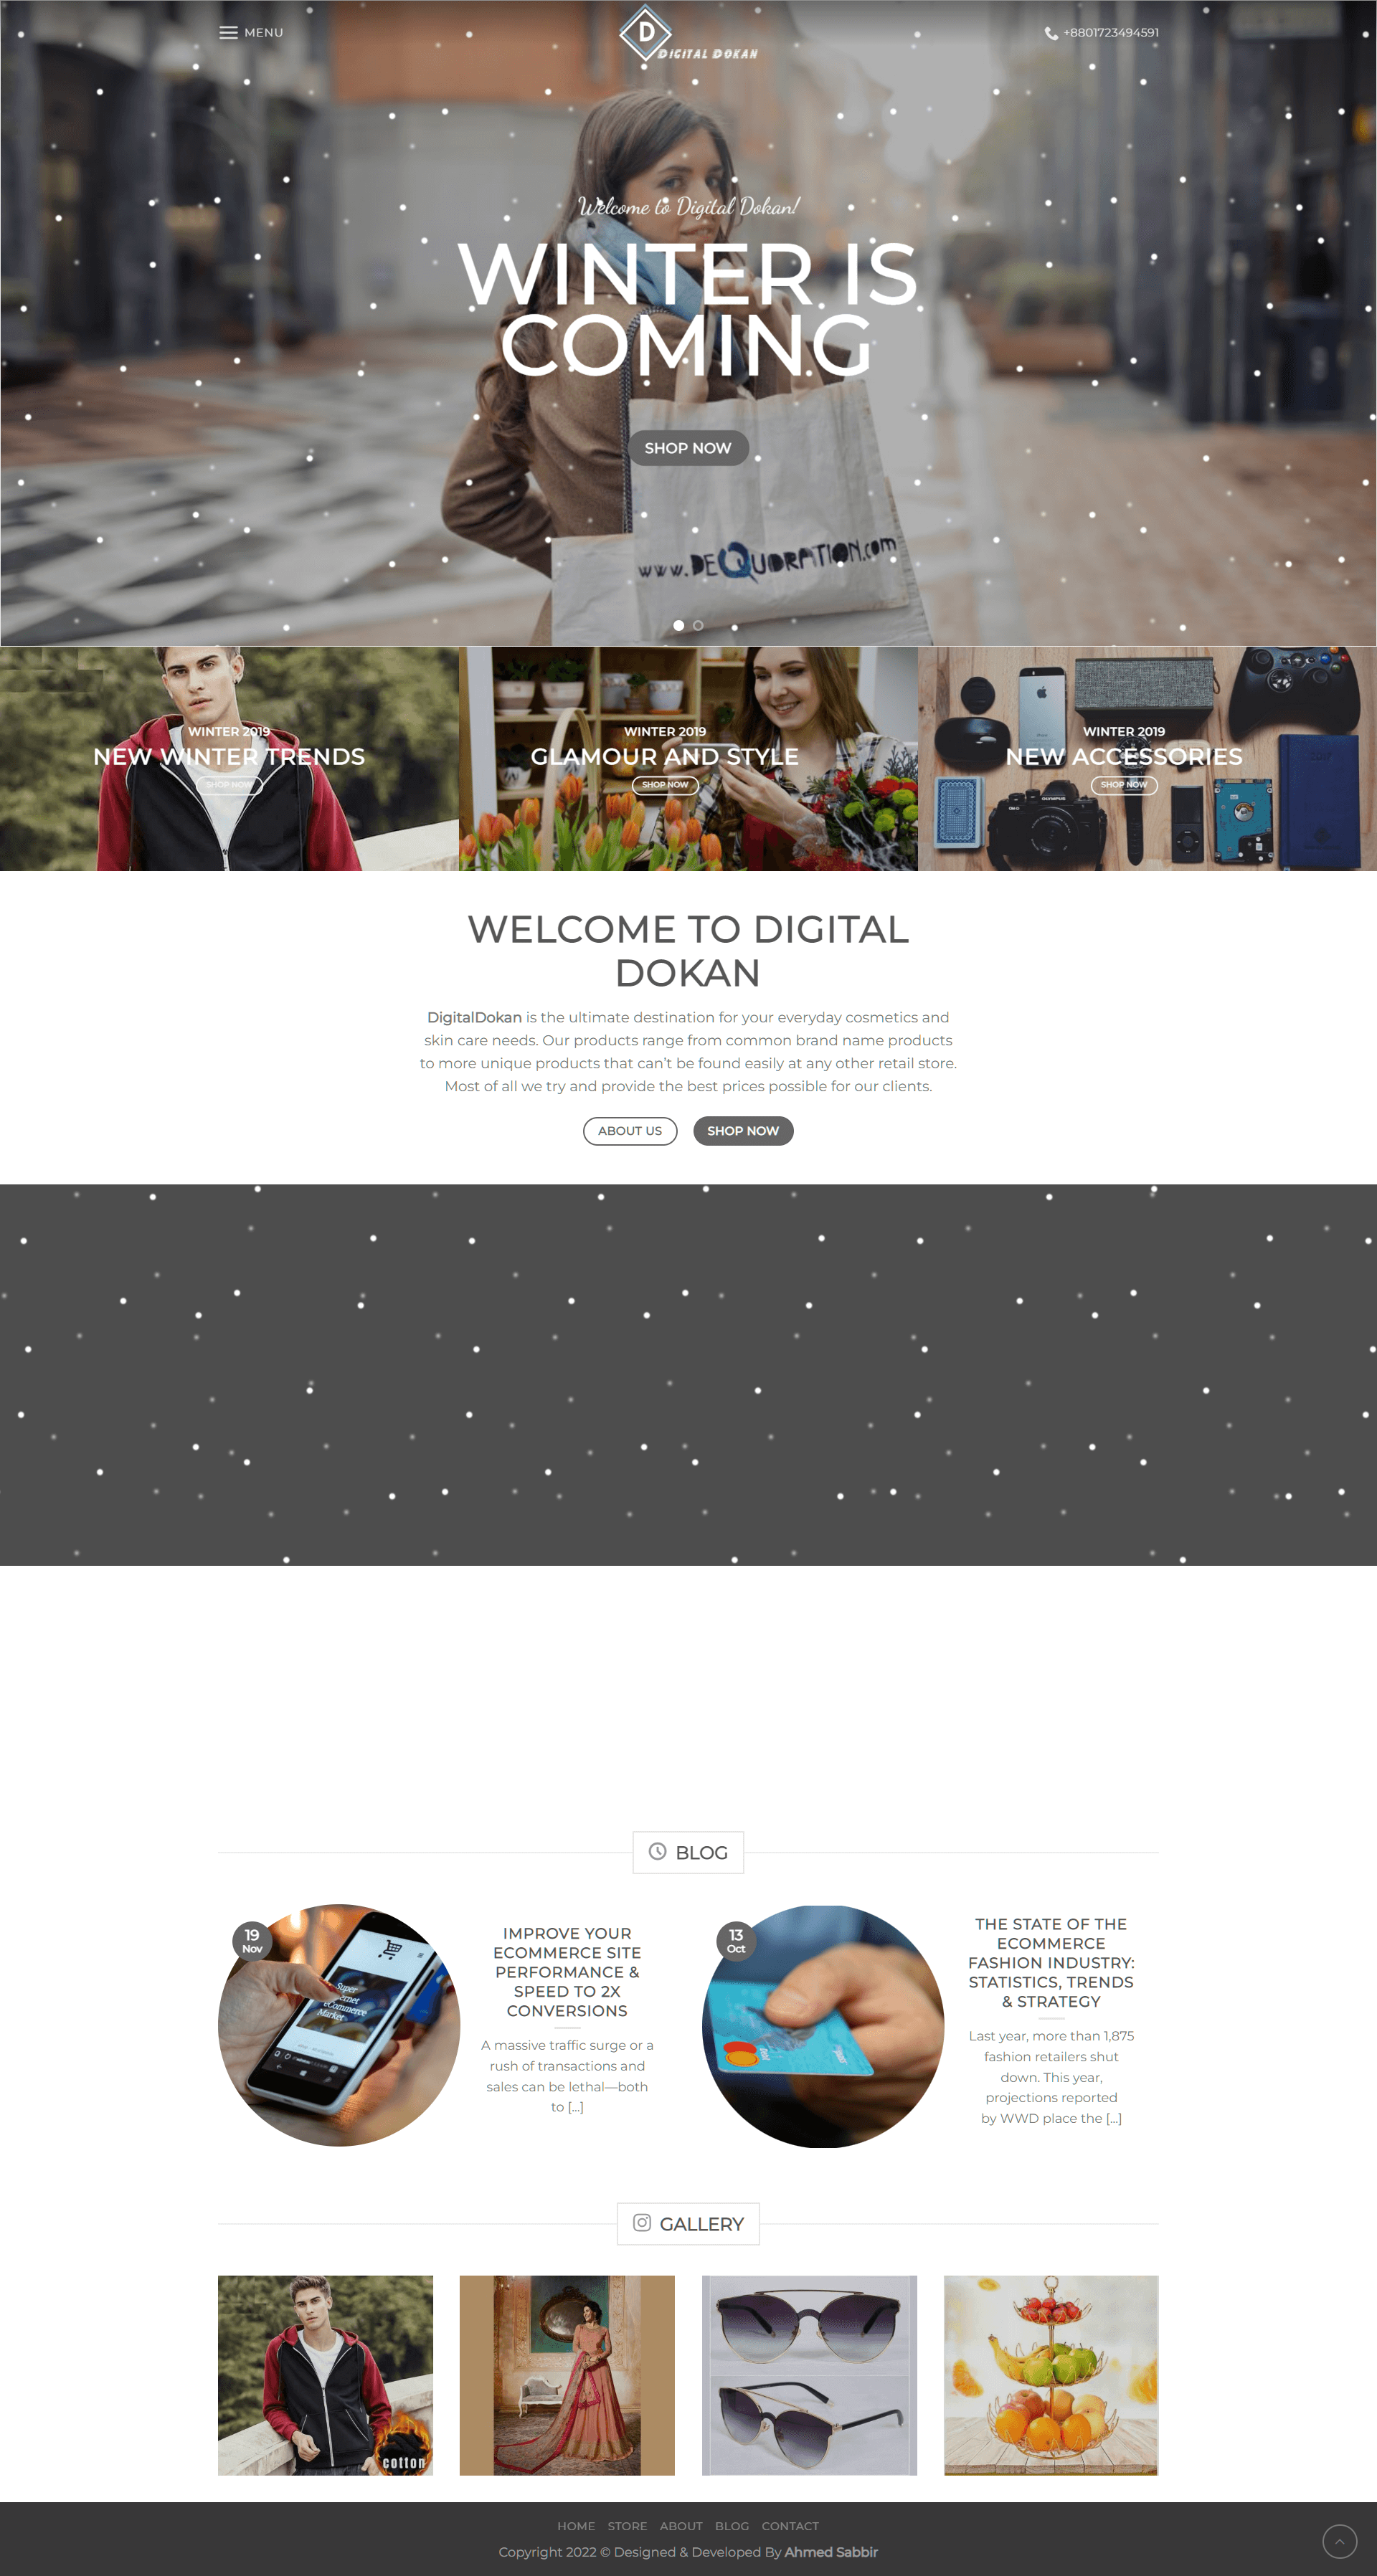 MENU
D
DIGITAL DOKAN
+8801723494591
Welcome to Digital Dokan!
WINTER IS
COMING
SHOP NOW
www.DEQUORATION.com
WINTER 2019
NEW WINTER TRENDS
SHOP NOW
WINTER 2019
GLAMOUR AND STYLE
SHOP NOW
WINTER 2019
NEW ACCESSORIES
SHOP NOW
OLYMPUS
WELCOME TO DIGITAL
DOKAN
DigitalDokan is the ultimate destination for your everyday cosmetics and
skin care needs. Our products range from common brand name products
to more unique products that can’t be found easily at any other retail store.
Most of all we try and provide the best prices possible for our clients.
ABOUT US
SHOP NOW
BLOG
19
Nov
Super
eCommerce
Market
IMPROVE YOUR
ECOMMERCE SITE
PERFORMANCE &
SPEED TO 2X
CONVERSIONS
A massive traffic surge or a
rush of transactions and
sales can be lethal—both
to [...]
13
Oct
THE STATE OF THE
ECOMMERCE
FASHION INDUSTRY:
STATISTICS, TRENDS
& STRATEGY
Last year, more than 1,875
fashion retailers shut
down. This year,
projections reported
by WWD place the [...]
GALLERY
cotton
HOME STORE ABOUT BLOG CONTACT
Copyright 2022 © Designed & Developed By Ahmed Sabbir